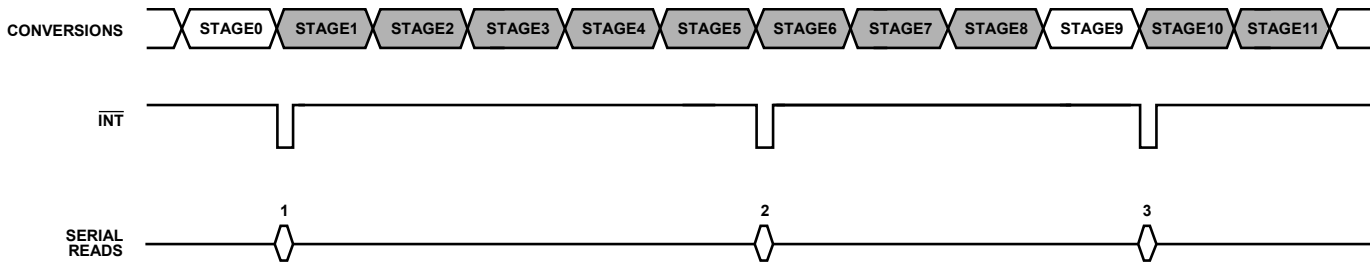 CONVERSIONS STAGE0 STAGE1 STAGE2 STAGE3 STAGE4 STAGE5 STAGE6 STAGE7 STAGE8 STAGE9 STAGE10 STAGE11
INT
1 2 3
SERIAL
READS